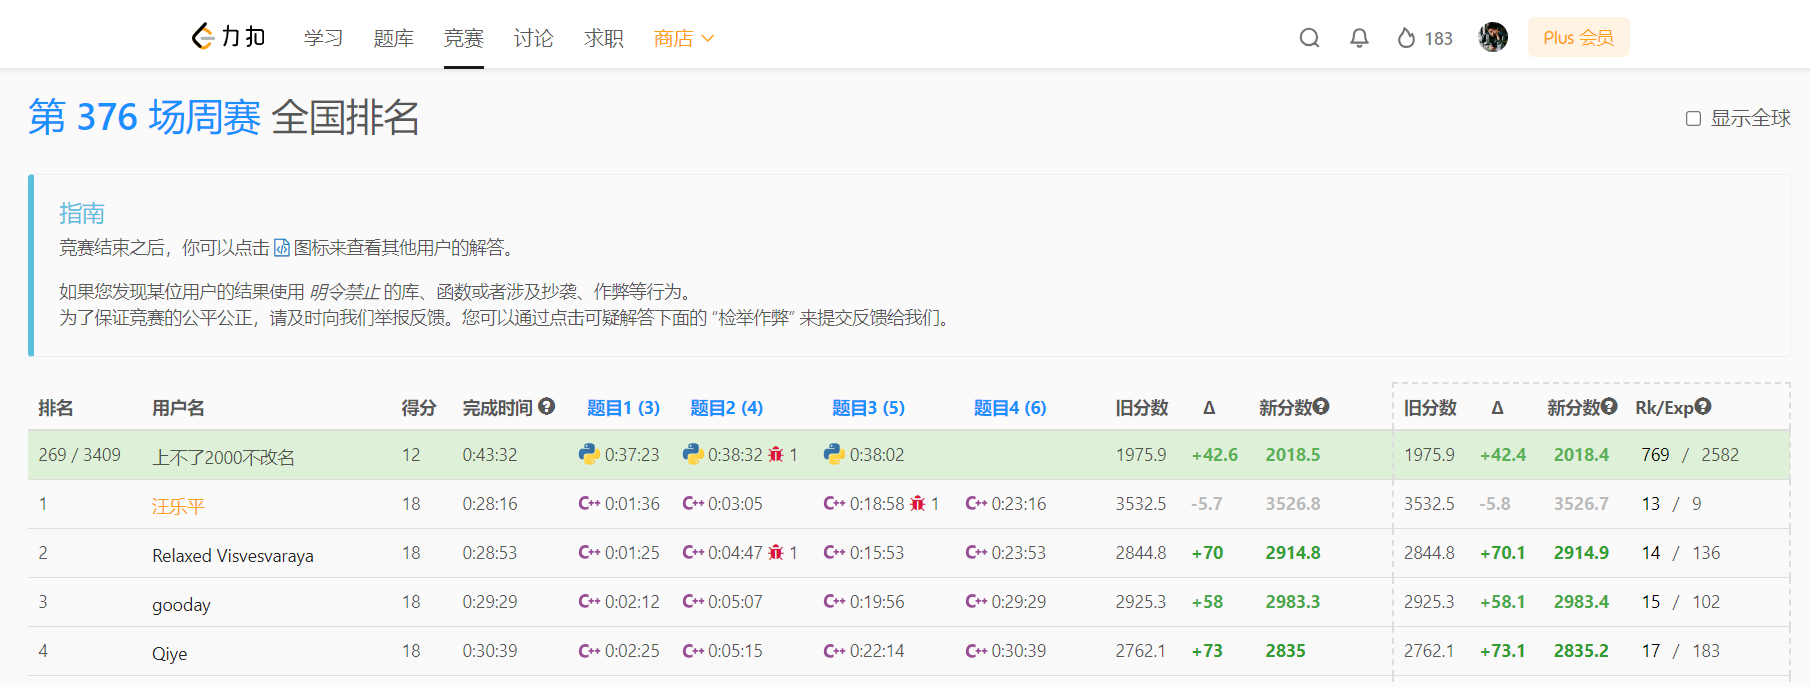 力扣 学习 题库 竞赛 讨论 求职 商店 183 Plus 会员
第 376 场周赛 全国排名 显示全球
指南
竞赛结束之后，你可以点击 图标来查看其他用户的解答。
如果您发现某位用户的结果使用 明令禁止 的库、函数或者涉及抄袭、作弊等行为。
为了保证竞赛的公平公正，请及时向我们举报反馈。您可以通过点击可疑解答下面的 “检举作弊” 来提交反馈给我们。
排名 用户名 得分 完成时间 ? 题目1 (3) 题目2 (4) 题目3 (5) 题目4 (6) 旧分数 Δ 新分数? 旧分数 Δ 新分数? Rk/Exp?
269 / 3409 上不了2000不改名 12 0:43:32 0:37:23 0:38:32 1 0:38:02 1975.9 +42.6 2018.5 1975.9 +42.4 2018.4 769 / 2582
1 汪乐平 18 0:28:16 C++ 0:01:36 C++ 0:03:05 C++ 0:18:58 1 C++ 0:23:16 3532.5 -5.7 3526.8 3532.5 -5.8 3526.7 13 / 9
2 Relaxed Visvesvaraya 18 0:28:53 C++ 0:01:25 C++ 0:04:47 1 C++ 0:15:53 C++ 0:23:53 2844.8 +70 2914.8 2844.8 +70.1 2914.9 14 / 136
3 gooday 18 0:29:29 C++ 0:02:12 C++ 0:05:07 C++ 0:19:56 C++ 0:29:29 2925.3 +58 2983.3 2925.3 +58.1 2983.4 15 / 102
4 Qiye 18 0:30:39 C++ 0:02:25 C++ 0:05:15 C++ 0:22:14 C++ 0:30:39 2762.1 +73 2835 2762.1 +73.1 2835.2 17 / 183